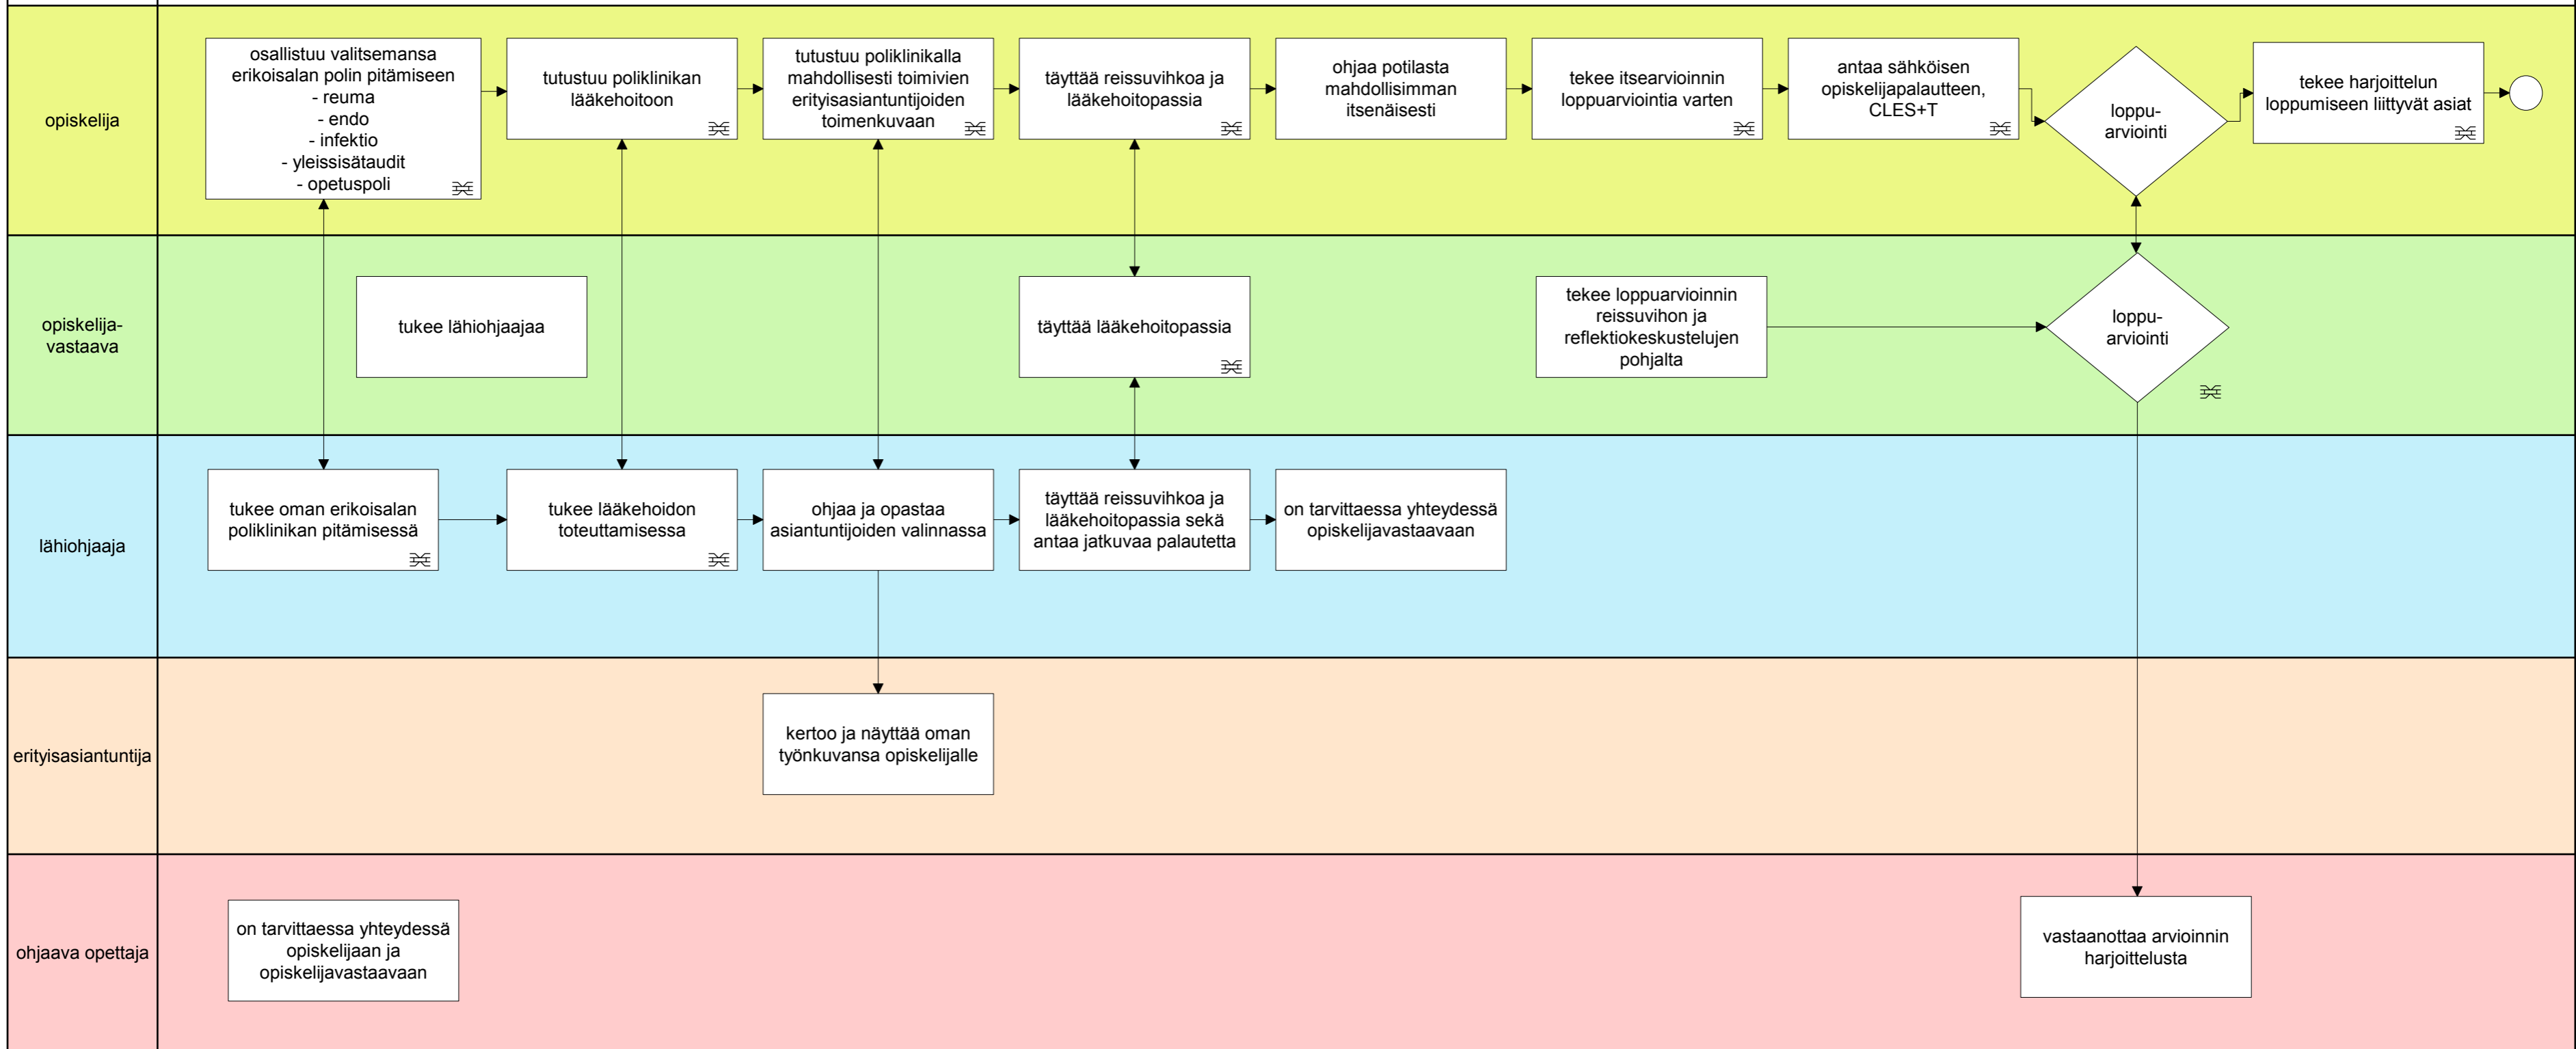 opiskelija
osallistuu valitsemansa
erikoisalan polin pitämiseen
- reuma
- endo
- infektio
- yleissisätaudit
- opetuspoli
tutustuu poliklinikan
lääkehoitoon
tutustuu poliklinikalla
mahdollisesti toimivien
erityisasiantuntijoiden
toimenkuvaan
täyttää reissuvihkoa ja
lääkehoitopassia
ohjaa potilasta
mahdollisimman
itsenäisesti
tekee itsearvioinnin
loppuarviointia varten
antaa sähköisen
opiskelijapalautteen,
CLES+T
loppu-
arviointi
tekee harjoittelun
loppumiseen liittyvät asiat
opiskelija-
vastaava
tukee lähiohjaajaa
täyttää lääkehoitopassia
tekee loppuarvioinnin
reissuvihon ja
reflektiokeskustelujen
pohjalta
loppu-
arviointi
lähiohjaaja
tukee oman erikoisalan
poliklinikan pitämisessä
tukee lääkehoidon
toteuttamisessa
ohjaa ja opastaa
asiantuntijoiden valinnassa
täyttää reissuvihkoa ja
lääkehoitopassia sekä
antaa jatkuvaa palautetta
on tarvittaessa yhteydessä
opiskelijavastaavaan
erityisasiantuntija
kertoo ja näyttää oman
työnkuvansa opiskelijalle
ohjaava opettaja
on tarvittaessa yhteydessä
opiskelijaan ja
opiskelijavastaavaan
vastaanottaa arvioinnin
harjoittelusta